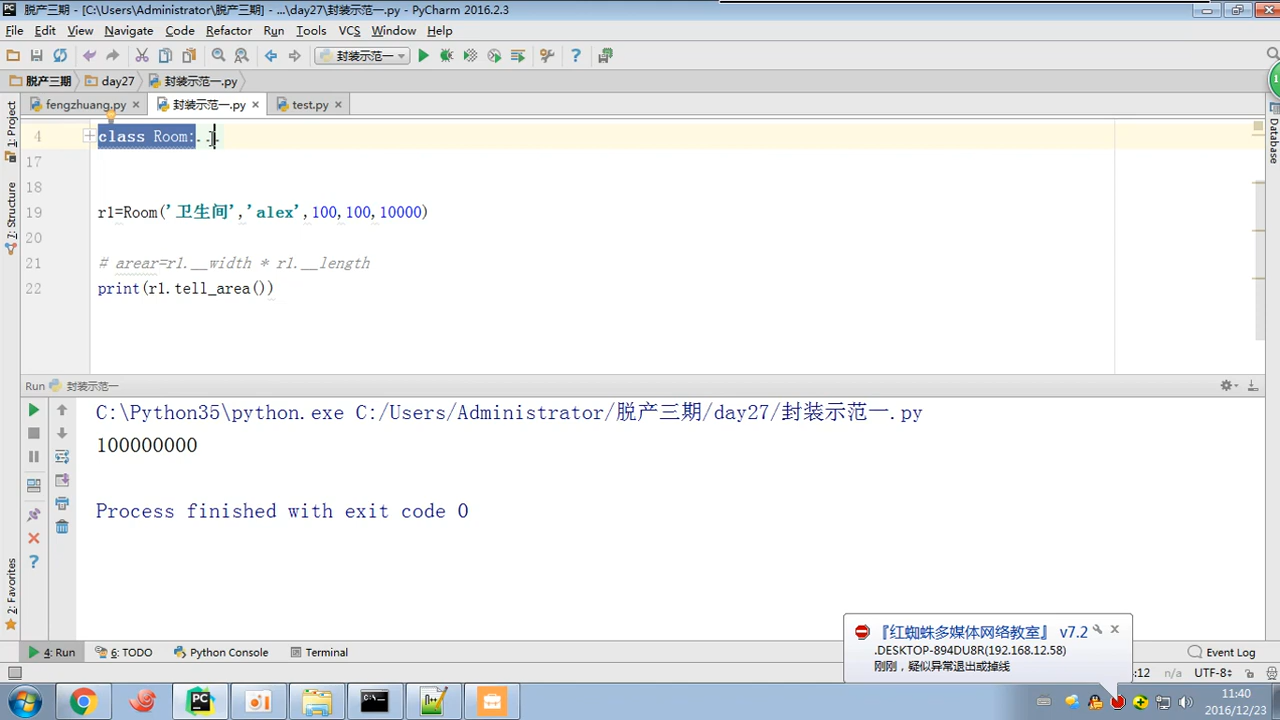 脱产三期 - [C:\Users\Administrator\脱产三期] - ...\day27\封装示范一.py - PyCharm 2016.2.3
File Edit View Navigate Code Refactor Run Tools VCS Window Help
封装示范一
脱产三期 day27 封装示范一.py
fengzhuang.py 封装示范一.py test.py
4 class Room:...
17
18
19 r1=Room('卫生间','alex',100,100,10000)
20
21 # arear=r1.__width * r1.__length
22 print(r1.tell_area())
1: Project
7: Structure
2: Favorites
Database
Run 封装示范一
C:\Python35\python.exe C:/Users/Administrator/脱产三期/day27/封装示范一.py
100000000
Process finished with exit code 0
『红蜘蛛多媒体网络教室』 v7.2
.DESKTOP-894DU8R(192.168.12.58)
刚刚，疑似异常退出或掉线
4: Run 6: TODO Python Console Terminal Event Log
:12 n/a UTF-8
11:40
2016/12/23